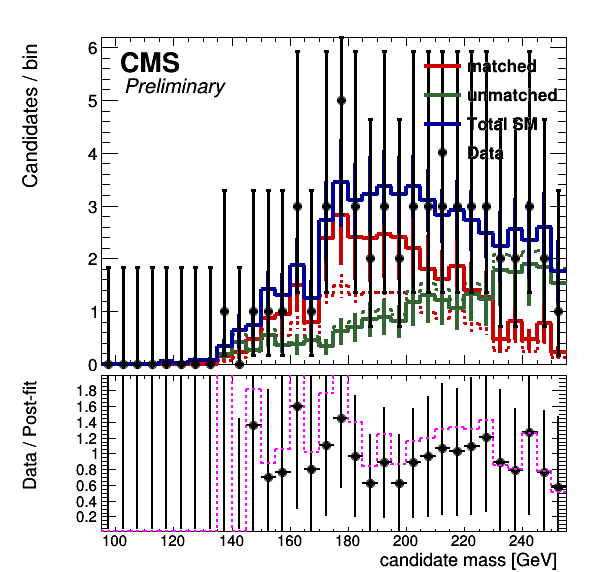 CMS
Preliminary
Candidates / bin
6
5
4
3
2
1
0
matched
unmatched
Total SM
Data
Data / Post-fit
1.8
1.6
1.4
1.2
1
0.8
0.6
0.4
0.2
100 120 140 160 180 200 220 240
candidate mass [GeV]